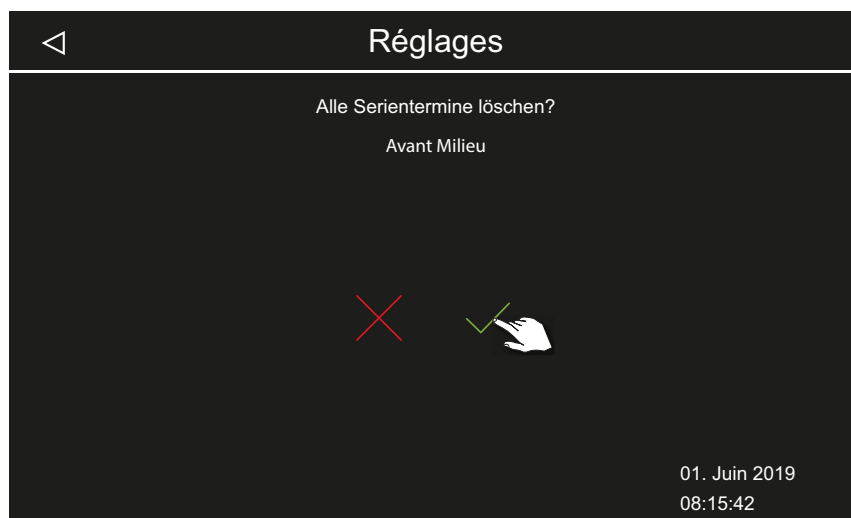 Réglages
Alle Serientermine löschen?
Avant Milieu
01. Juin 2019
08:15:42